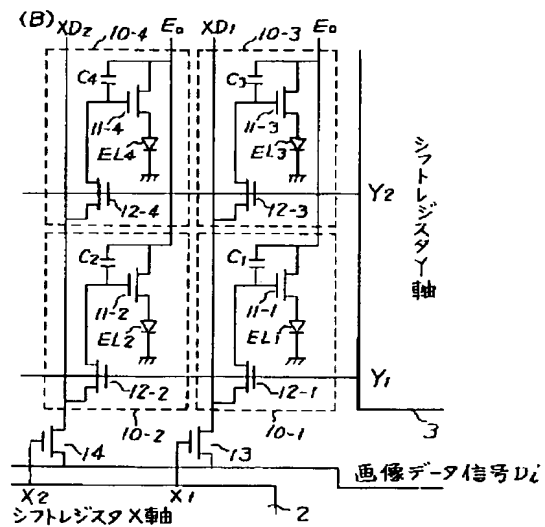 (B) XD2 10-4 E0 XD1 10-3 E0
C4 C3
11-4 11-3
EL4 EL3
Y2
12-4 12-3
シフトレジスタY軸
C2 C1
11-2 11-1
EL2 EL1
Y1
12-2 12-1
3
10-2 10-1
14 13
画像データ信号Di
X2 X1
シフトレジスタX軸 2